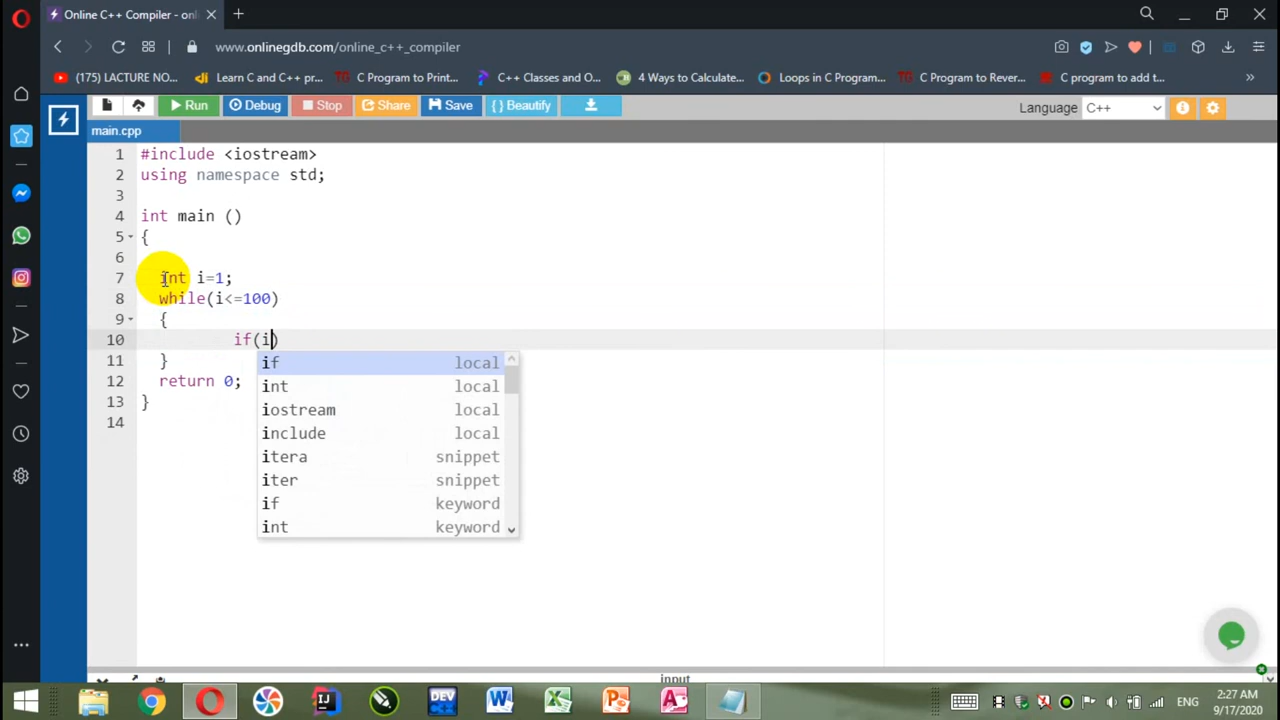 Online C++ Compiler - onli
www.onlinegdb.com/online_c++_compiler
(175) LACTURE NO...
Learn C and C++ pr...
C Program to Print...
C++ Classes and O...
4 Ways to Calculate...
Loops in C Program...
C Program to Rever...
C program to add t...
Run
Debug
Stop
Share
Save
{ } Beautify
Language C++
main.cpp
1 #include <iostream>
2 using namespace std;
3
4 int main ()
5 {
6
7 int i=1;
8 while(i<=100)
9 {
10 if(i)
11 }
12 return 0;
13 }
14
if local
int local
iostream local
include local
itera snippet
iter snippet
if keyword
int keyword
input
DEV
ENG
2:27 AM
9/17/2020